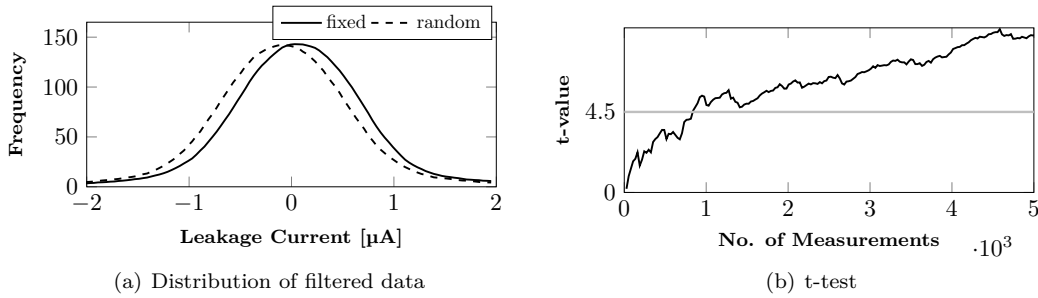 fixed random
150
100
50
0
Frequency
−2 −1 0 1 2
Leakage Current [µA]
(a) Distribution of filtered data
4.5
0
t-value
0 1 2 3 4 5
No. of Measurements
·10³
(b) t-test